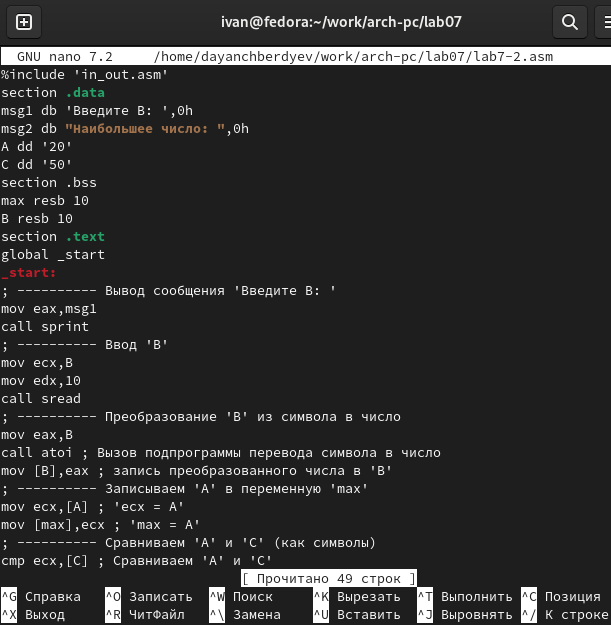 ivan@fedora:~/work/arch-pc/lab07
GNU nano 7.2 /home/dayanchberdyev/work/arch-pc/lab07/lab7-2.asm
%include 'in_out.asm'
section .data
msg1 db 'Введите В: ',0h
msg2 db "Наибольшее число: ",0h
A dd '20'
C dd '50'
section .bss
max resb 10
B resb 10
section .text
global _start
_start:
; ---------- Вывод сообщения 'Введите В: '
mov eax,msg1
call sprint
; ---------- Ввод 'В'
mov ecx,B
mov edx,10
call sread
; ---------- Преобразование 'В' из символа в число
mov eax,B
call atoi ; Вызов подпрограммы перевода символа в число
mov [B],eax ; запись преобразованного числа в 'В'
; ---------- Записываем 'А' в переменную 'max'
mov ecx,[A] ; 'ecx = A'
mov [max],ecx ; 'max = A'
; ---------- Сравниваем 'А' и 'С' (как символы)
cmp ecx,[C] ; Сравниваем 'А' и 'С'
[ Прочитано 49 строк ]
^G Справка ^O Записать ^W Поиск ^K Вырезать ^T Выполнить ^C Позиция
^X Выход ^R ЧитФайл ^\ Замена ^U Вставить ^J Выровнять ^/ К строке